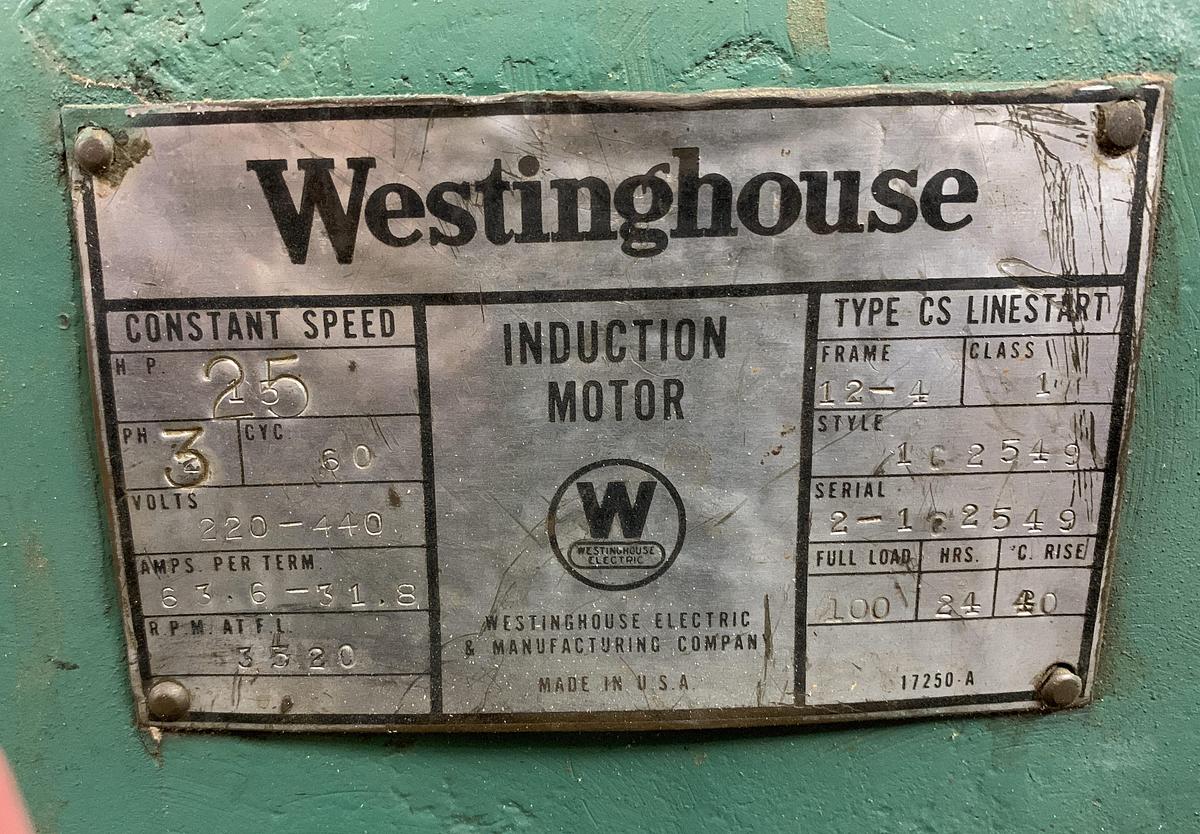 Westinghouse
CONSTANT SPEED
H. P.
25
PH
3
CYC.
60
VOLTS
220-440
AMPS. PER TERM.
63.6-31.8
R.P.M. AT F.L.
3520
INDUCTION
MOTOR
W
WESTINGHOUSE
ELECTRIC
WESTINGHOUSE ELECTRIC
& MANUFACTURING COMPANY
MADE IN U.S.A.
TYPE CS LINESTART
FRAME
12-4
CLASS
1
STYLE
1C2549
SERIAL
FULL LOAD
HRS.
°C. RISE
100
24
40
17250-A